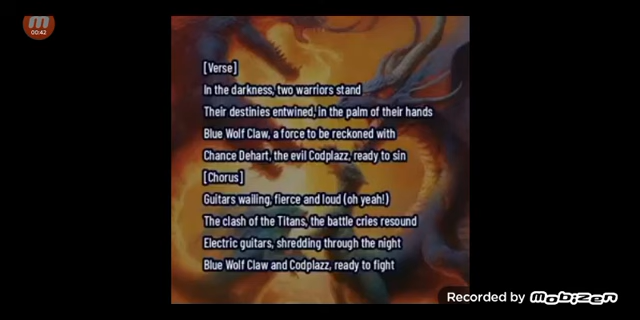 00:42
[Verse]
In the darkness, two warriors stand
Their destinies entwined, in the palm of their hands
Blue Wolf Claw, a force to be reckoned with
Chance Dehart, the evil Codplazz, ready to sin
[Chorus]
Guitars wailing, fierce and loud (oh yeah!)
The clash of the Titans, the battle cries resound
Electric guitars, shredding through the night
Blue Wolf Claw and Codplazz, ready to fight
Recorded by mobizen